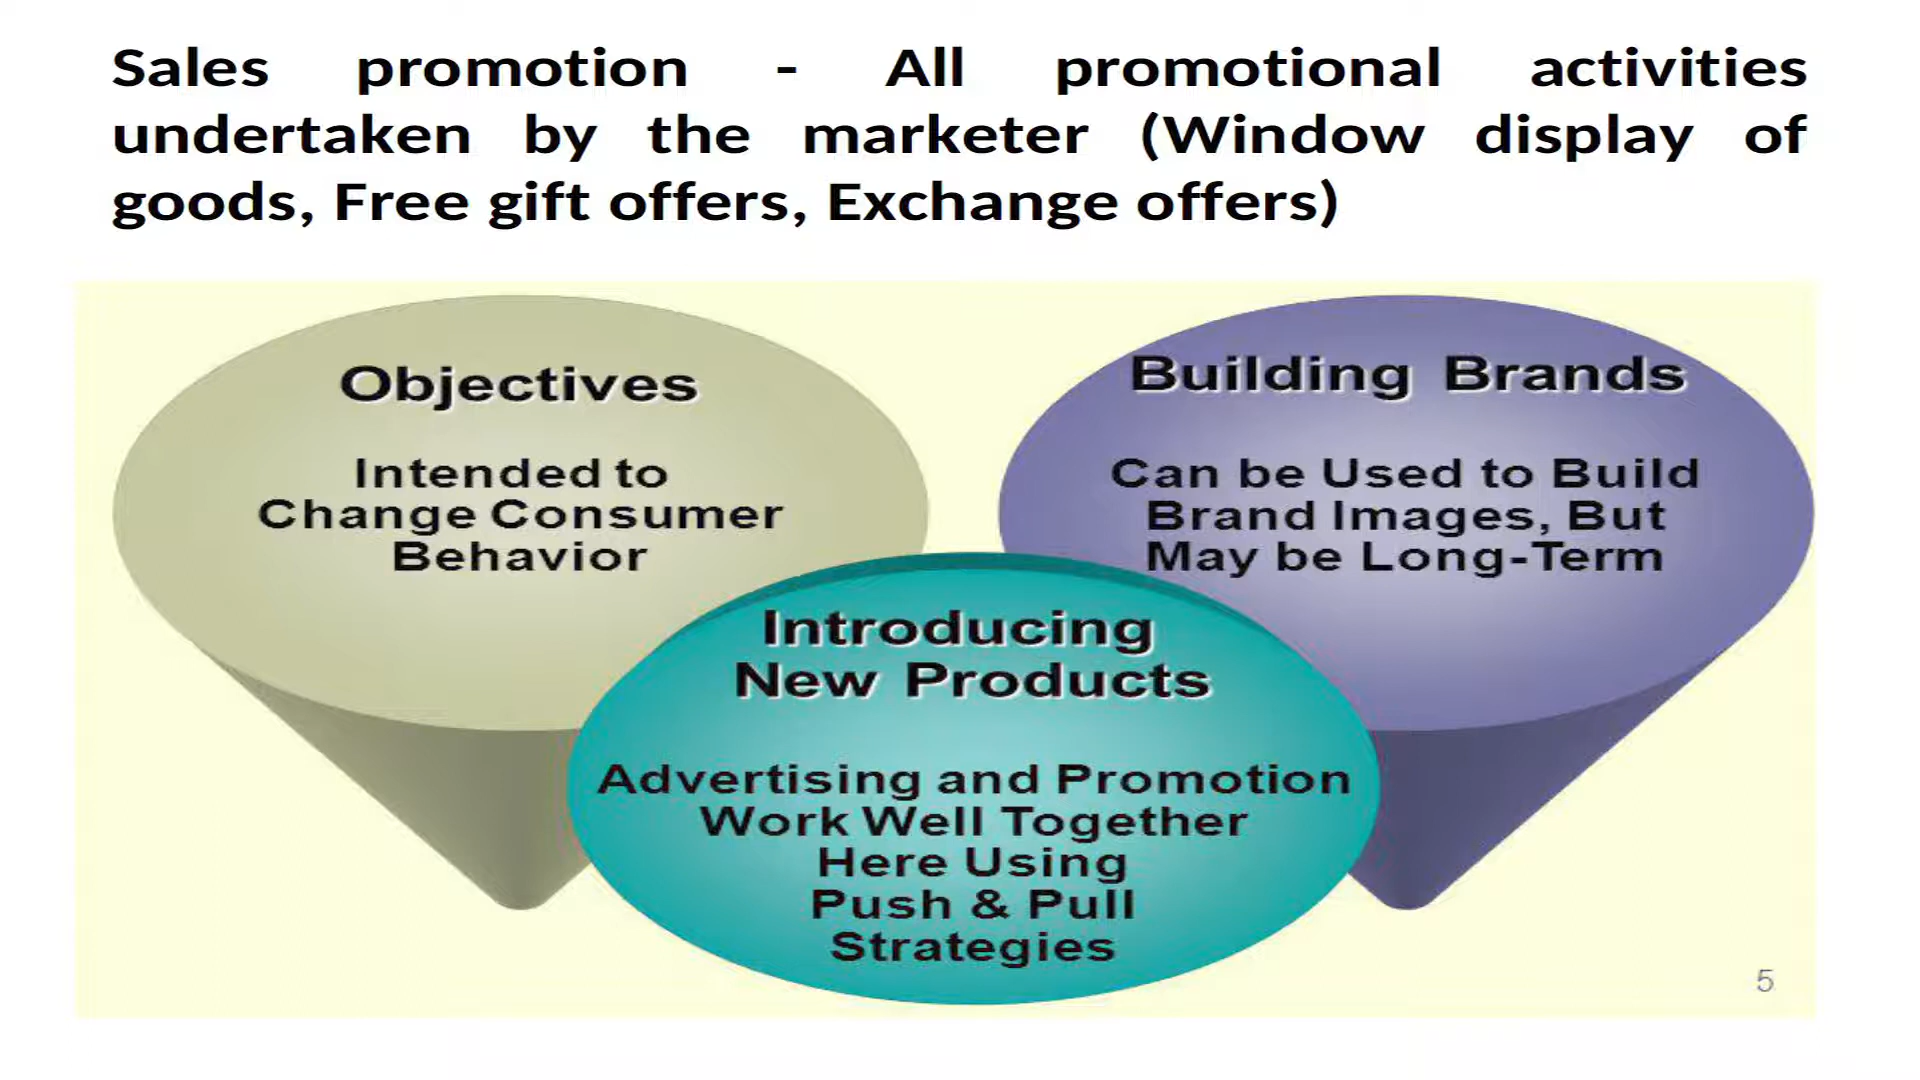 Sales promotion - All promotional activities
undertaken by the marketer (Window display of
goods, Free gift offers, Exchange offers)
Objectives
Intended to
Change Consumer
Behavior
Building Brands
Can be Used to Build
Brand Images, But
May be Long-Term
Introducing
New Products
Advertising and Promotion
Work Well Together
Here Using
Push & Pull
Strategies
5